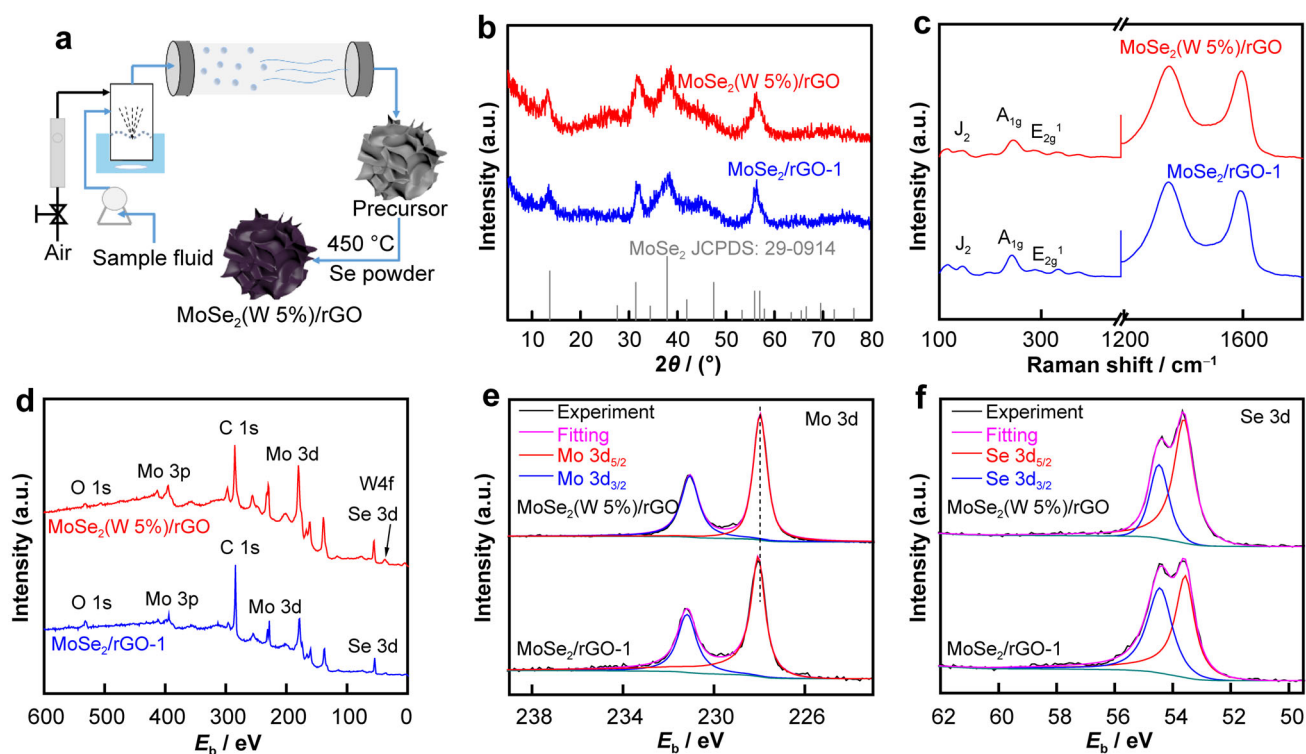 a
Air
Sample fluid
Precursor
450 °C
Se powder
MoSe₂(W 5%)/rGO
b
Intensity (a.u.)
MoSe₂(W 5%)/rGO
MoSe₂/rGO-1
MoSe₂ JCPDS: 29-0914
10 20 30 40 50 60 70 80
2θ / (°)
c
Intensity (a.u.)
MoSe₂(W 5%)/rGO
J₂ A₁g E₂g¹
MoSe₂/rGO-1
J₂ A₁g E₂g¹
100 300 1200 1600
Raman shift / cm⁻¹
d
Intensity (a.u.)
C 1s
Mo 3p Mo 3d
O 1s W4f
Se 3d
MoSe₂(W 5%)/rGO
C 1s
O 1s Mo 3p Mo 3d
Se 3d
MoSe₂/rGO-1
600 500 400 300 200 100 0
E_b / eV
e
Intensity (a.u.)
Experiment Mo 3d
Fitting
Mo 3d₅/₂
Mo 3d₃/₂
MoSe₂(W 5%)/rGO
MoSe₂/rGO-1
238 234 230 226
E_b / eV
f
Intensity (a.u.)
Experiment Se 3d
Fitting
Se 3d₅/₂
Se 3d₃/₂
MoSe₂(W 5%)/rGO
MoSe₂/rGO-1
62 60 58 56 54 52 50
E_b / eV